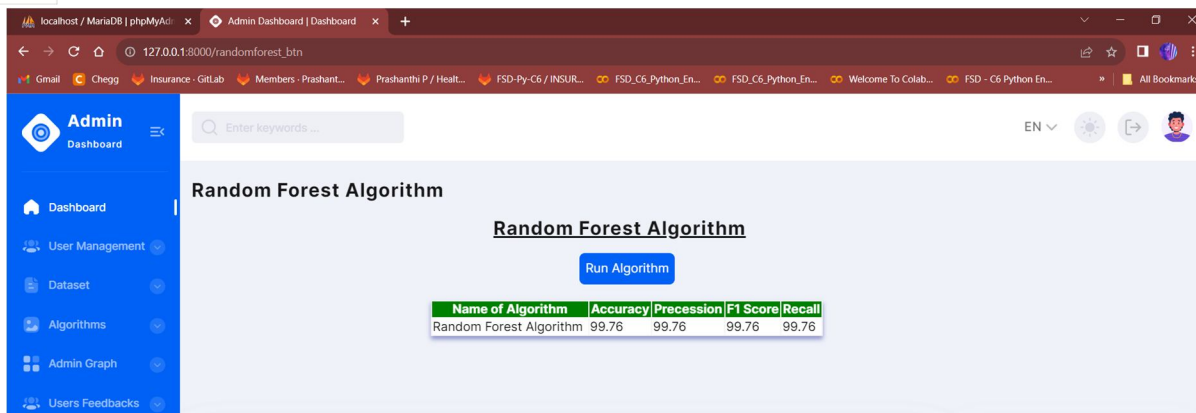 localhost / MariaDB | phpMyAdr
Admin Dashboard | Dashboard
127.0.0.1:8000/randomforest_btn
Gmail Chegg Insurance · GitLab Members · Prashant... Prashanthi P / Healt... FSD-Py-C6 / INSUR... FSD_C6_Python_En... FSD_C6_Python_En... Welcome To Colab... FSD - C6 Python En... » All Bookmarks
Admin
Dashboard
Enter keywords ...
EN
Random Forest Algorithm
Dashboard
User Management
Dataset
Algorithms
Admin Graph
Users Feedbacks
Random Forest Algorithm
Run Algorithm
Name of Algorithm Accuracy Precession F1 Score Recall
Random Forest Algorithm 99.76 99.76 99.76 99.76